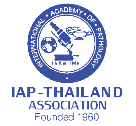 INTERNATIONAL ACADEMY OF PATHOLOGY
IAP-THAILAND
ASSOCIATION
Founded 1960